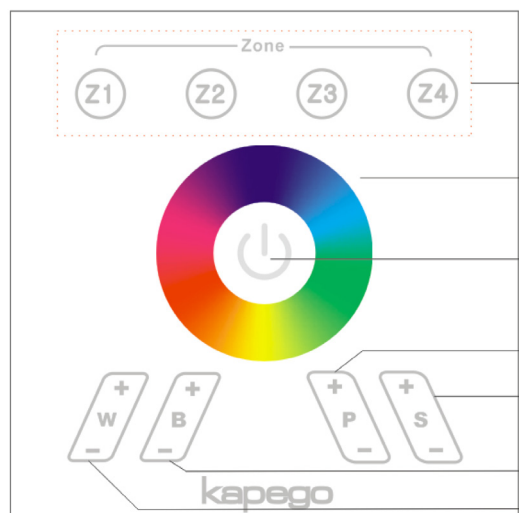 Zone
Z1 Z2 Z3 Z4
+ + + +
W B P S
- - - -
kapego